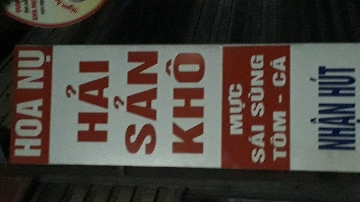 HOA NỤ
HẢI
SẢN
KHÔ
MỰC
SÁI SÙNG
TÔM - CÁ
NHẬN HÚT